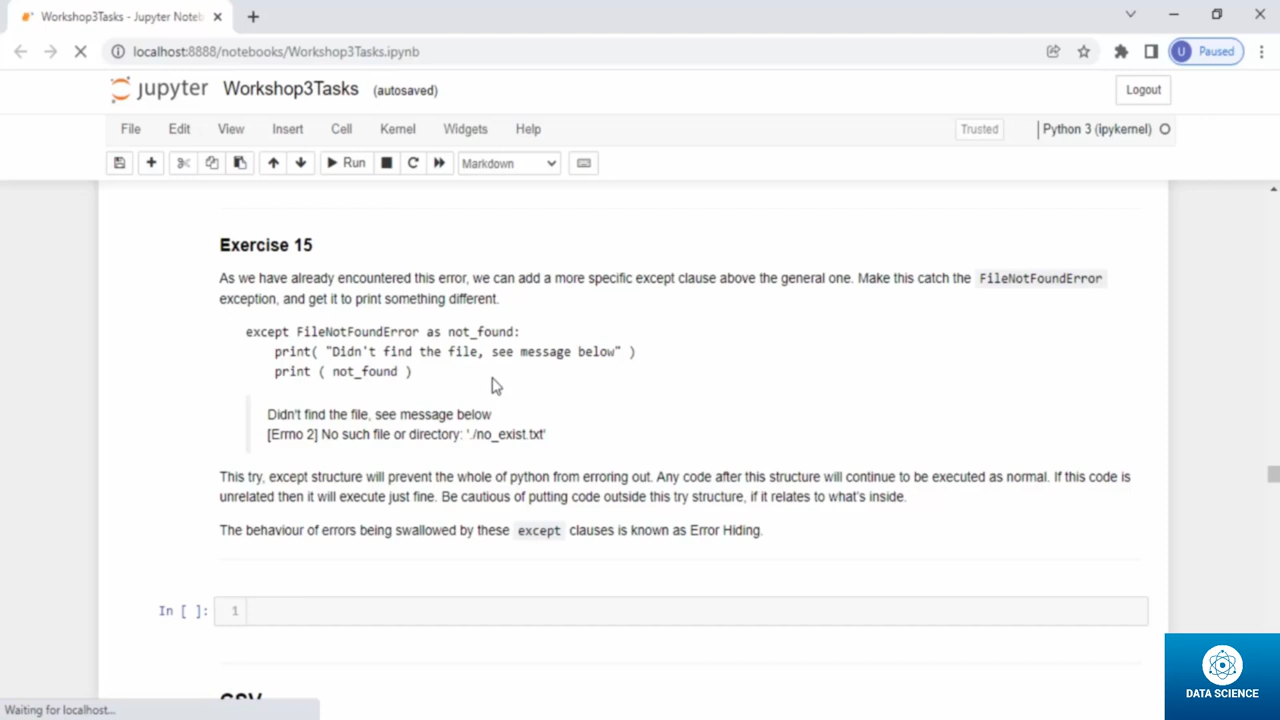 Workshop3Tasks - Jupyter Noteb
localhost:8888/notebooks/Workshop3Tasks.ipynb
U Paused
jupyter Workshop3Tasks (autosaved)
Logout
File Edit View Insert Cell Kernel Widgets Help
Trusted
Python 3 (ipykernel)
Run
Markdown
Exercise 15
As we have already encountered this error, we can add a more specific except clause above the general one. Make this catch the FileNotFoundError
exception, and get it to print something different.
except FileNotFoundError as not_found:
print( "Didn't find the file, see message below" )
print ( not_found )
Didn't find the file, see message below
[Errno 2] No such file or directory: './no_exist.txt'
This try, except structure will prevent the whole of python from erroring out. Any code after this structure will continue to be executed as normal. If this code is
unrelated then it will execute just fine. Be cautious of putting code outside this try structure, if it relates to what's inside.
The behaviour of errors being swallowed by these except clauses is known as Error Hiding.
In [ ]: 1
CSV
Waiting for localhost...
DATA SCIENCE